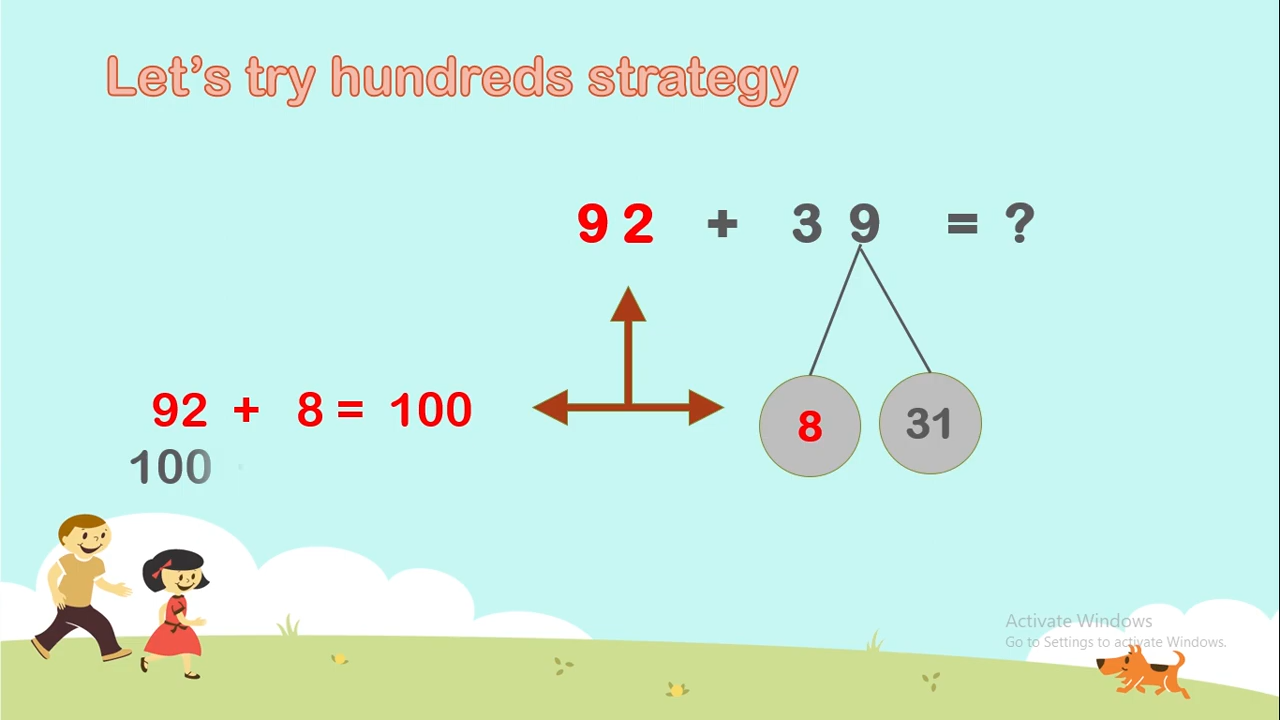 Let's try hundreds strategy
9 2 + 3 9 = ?
92 + 8 = 100
8 31
100
Activate Windows
Go to Settings to activate Windows.